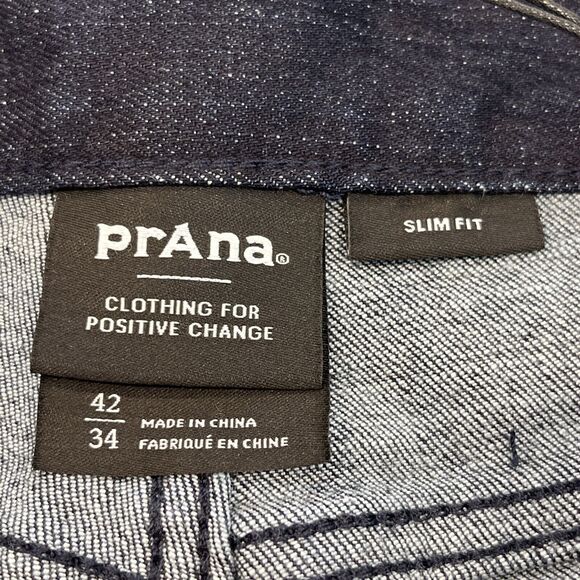 prAna®
CLOTHING FOR
POSITIVE CHANGE
SLIM FIT
42
34
MADE IN CHINA
FABRIQUÉ EN CHINE